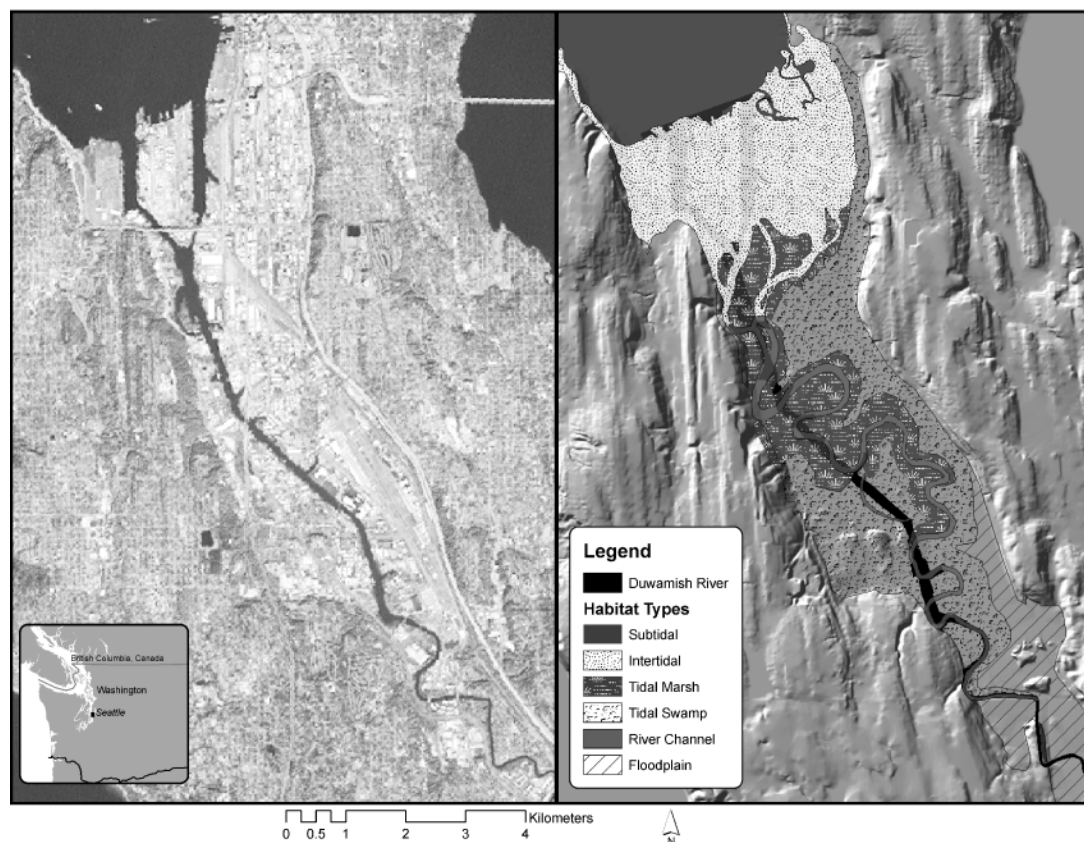 British Columbia, Canada
Washington
Seattle
Legend
Duwamish River
Habitat Types
Subtidal
Intertidal
Tidal Marsh
Tidal Swamp
River Channel
Floodplain
Kilometers
0 0.5 1 2 3 4
N